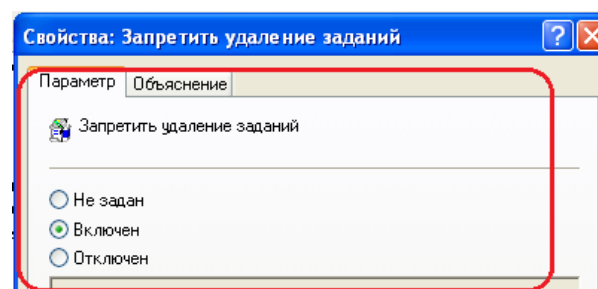 Свойства: Запретить удаление заданий
Параметр Объяснение
Запретить удаление заданий
Не задан
Включен
Отключен